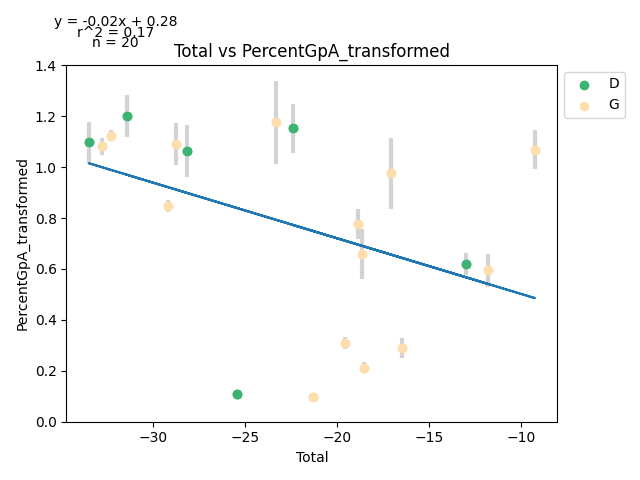 y = -0.02x + 0.28
r^2 = 0.17
n = 20
Total vs PercentGpA_transformed
D
G
PercentGpA_transformed
1.4
1.2
1.0
0.8
0.6
0.4
0.2
0.0
−30
−25
−20
−15
−10
Total